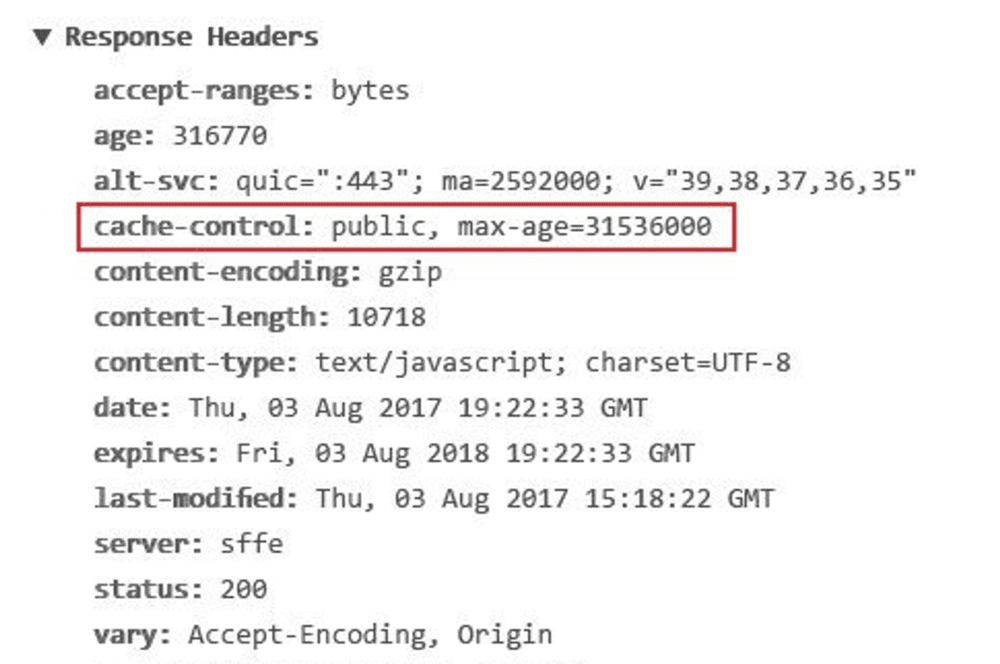 ▼ Response Headers
accept-ranges: bytes
age: 316770
alt-svc: quic=":443"; ma=2592000; v="39,38,37,36,35"
cache-control: public, max-age=31536000
content-encoding: gzip
content-length: 10718
content-type: text/javascript; charset=UTF-8
date: Thu, 03 Aug 2017 19:22:33 GMT
expires: Fri, 03 Aug 2018 19:22:33 GMT
last-modified: Thu, 03 Aug 2017 15:18:22 GMT
server: sffe
status: 200
vary: Accept-Encoding, Origin